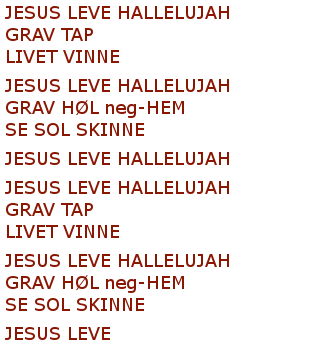 JESUS LEVE HALLELUJAH
GRAV TAP
LIVET VINNE
JESUS LEVE HALLELUJAH
GRAV HØL neg-HEM
SE SOL SKINNE
JESUS LEVE HALLELUJAH
JESUS LEVE HALLELUJAH
GRAV TAP
LIVET VINNE
JESUS LEVE HALLELUJAH
GRAV HØL neg-HEM
SE SOL SKINNE
JESUS LEVE